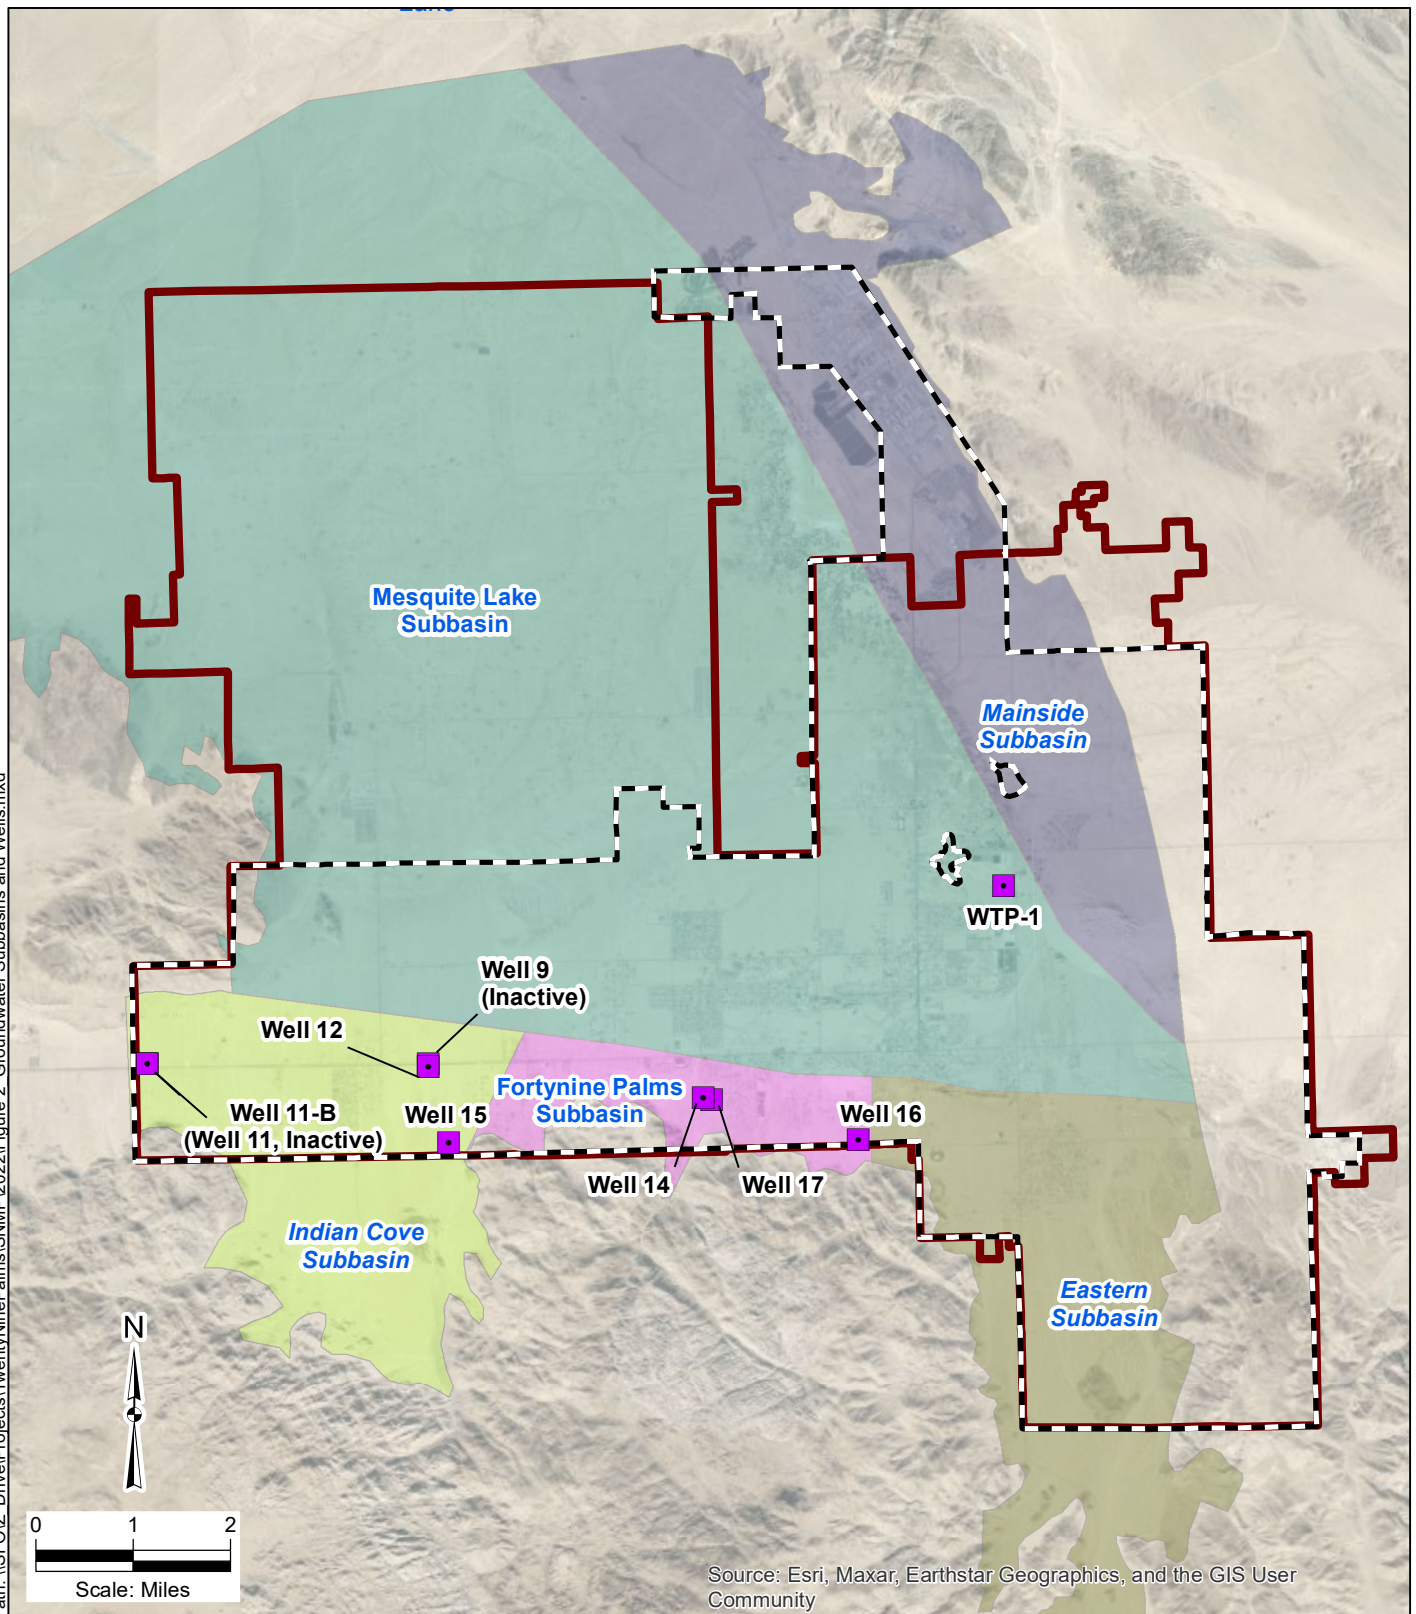 Lake
Mesquite Lake
Subbasin
Mainside
Subbasin
WTP-1
Well 9
(Inactive)
Well 12
Fortynine Palms
Subbasin
Well 11-B
(Well 11, Inactive)
Well 15
Well 16
Well 14
Well 17
Indian Cove
Subbasin
Eastern
Subbasin
N
0 1 2
Scale: Miles
Source: Esri, Maxar, Earthstar Geographics, and the GIS User
Community